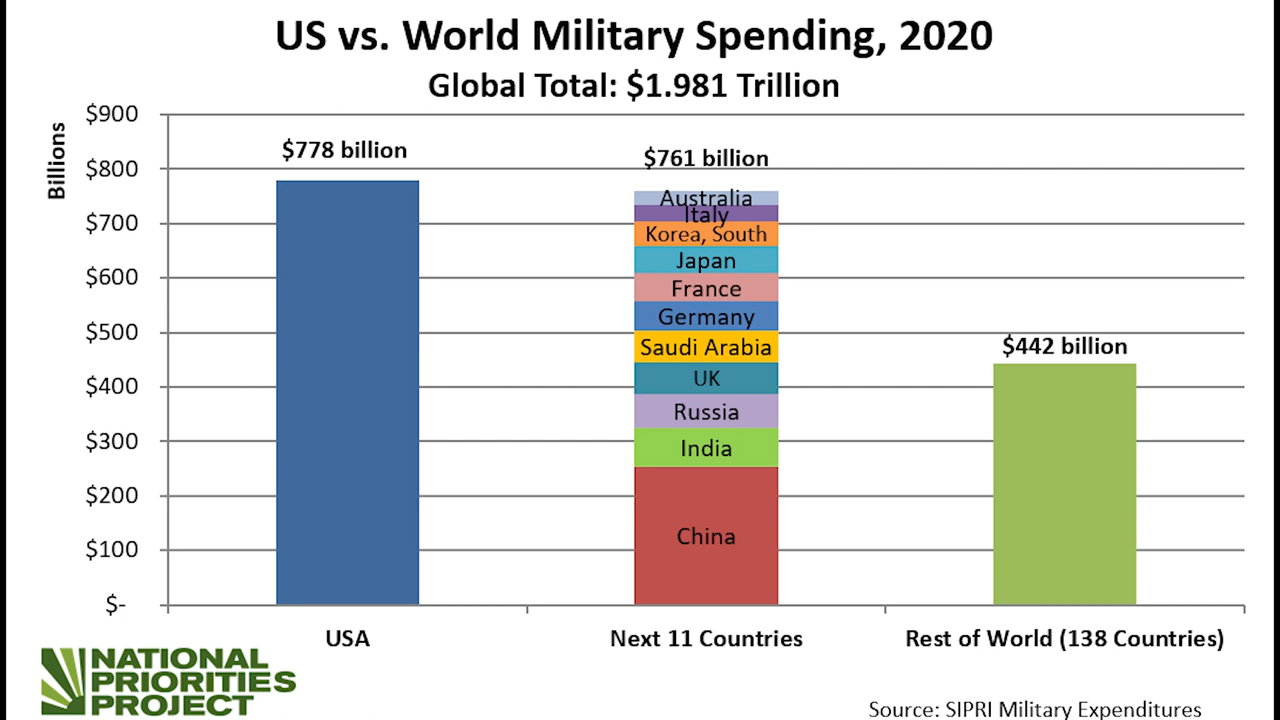 US vs. World Military Spending, 2020
Global Total: $1.981 Trillion
Billions
$900
$800
$700
$600
$500
$400
$300
$200
$100
$-
$778 billion
$761 billion
Australia
Italy
Korea, South
Japan
France
Germany
Saudi Arabia
UK
Russia
India
China
$442 billion
USA
Next 11 Countries
Rest of World (138 Countries)
NATIONAL
PRIORITIES
PROJECT
Source: SIPRI Military Expenditures